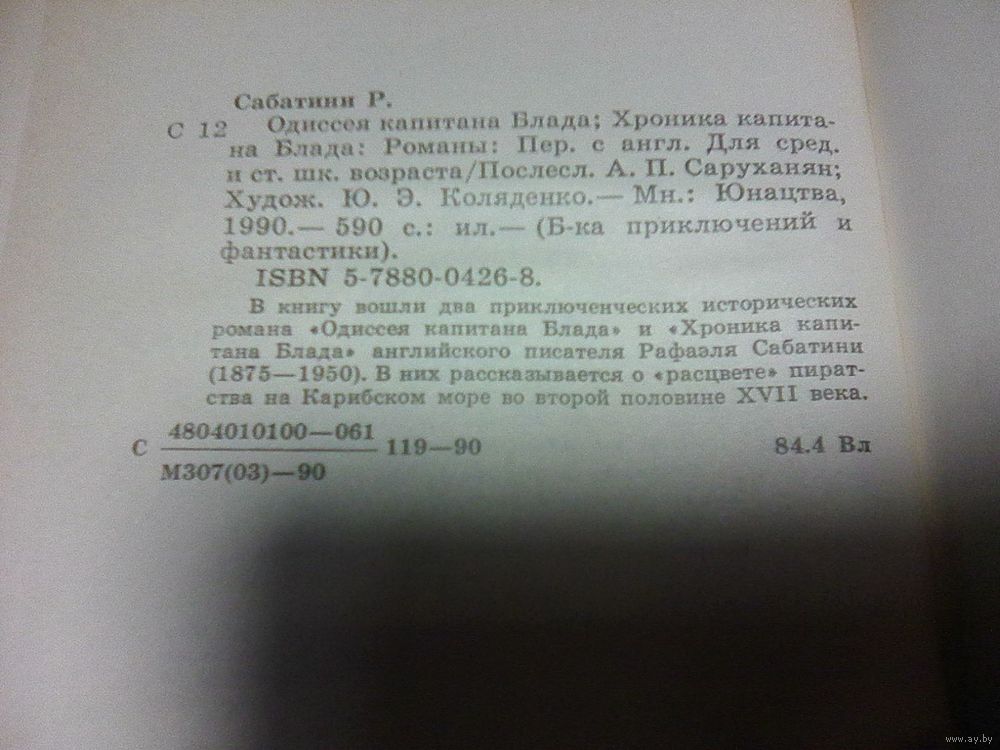 Сабатини Р.
С 12 Одиссея капитана Блада; Хроника капита-
на Блада: Романы: Пер. с англ. Для сред.
и ст. шк. возраста/Послесл. А. П. Саруханян;
Худож. Ю. Э. Коляденко.— Мн.: Юнацтва,
1990.— 590 с.: ил.— (Б-ка приключений и
фантастики).
ISBN 5-7880-0426-8.
В книгу вошли два приключенческих исторических
романа «Одиссея капитана Блада» и «Хроника капи-
тана Блада» английского писателя Рафаэля Сабатини
(1875—1950). В них рассказывается о «расцвете» пират-
ства на Карибском море во второй половине XVII века.
4804010100—061
С 119—90 84.4 Вл
М307(03)—90
www.ay.by